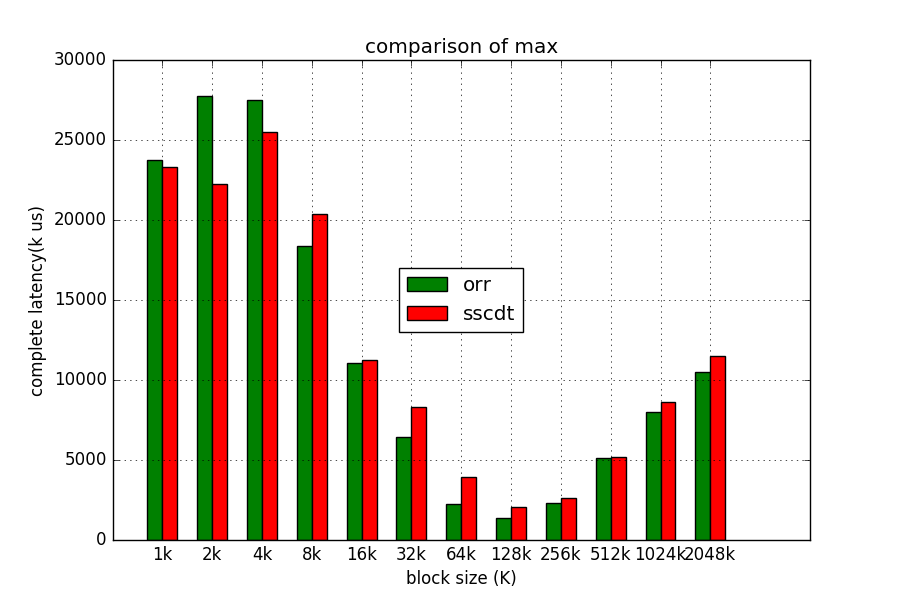 comparison of max
30000
25000
20000
15000
10000
5000
0
complete latency(k us)
orr
sscdt
1k 2k 4k 8k 16k 32k 64k 128k 256k 512k 1024k 2048k
block size (K)